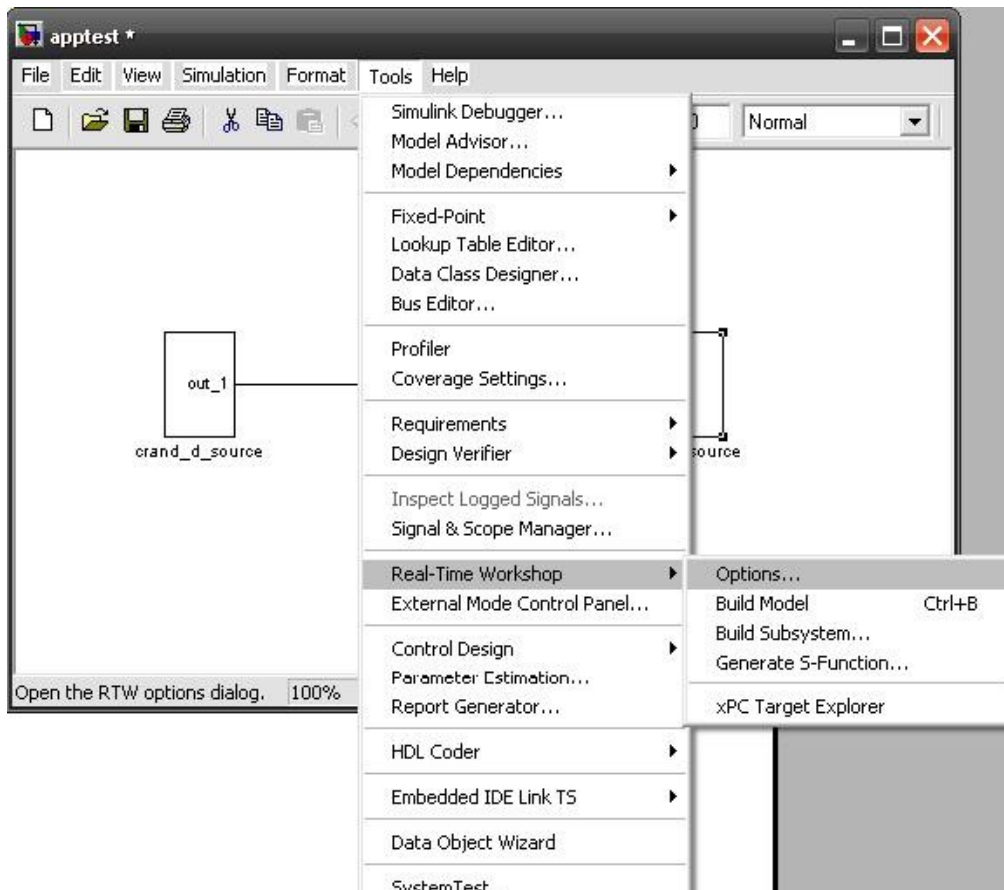 apptest *
File Edit View Simulation Format Tools Help
Normal
Simulink Debugger...
Model Advisor...
Model Dependencies
Fixed-Point
Lookup Table Editor...
Data Class Designer...
Bus Editor...
Profiler
Coverage Settings...
out_1
crand_d_source
source
Requirements
Design Verifier
Inspect Logged Signals...
Signal & Scope Manager...
Real-Time Workshop
External Mode Control Panel...
Control Design
Parameter Estimation...
Report Generator...
HDL Coder
Embedded IDE Link TS
Data Object Wizard
SystemTest...
Options...
Build Model Ctrl+B
Build Subsystem...
Generate S-Function...
xPC Target Explorer
Open the RTW options dialog. 100%